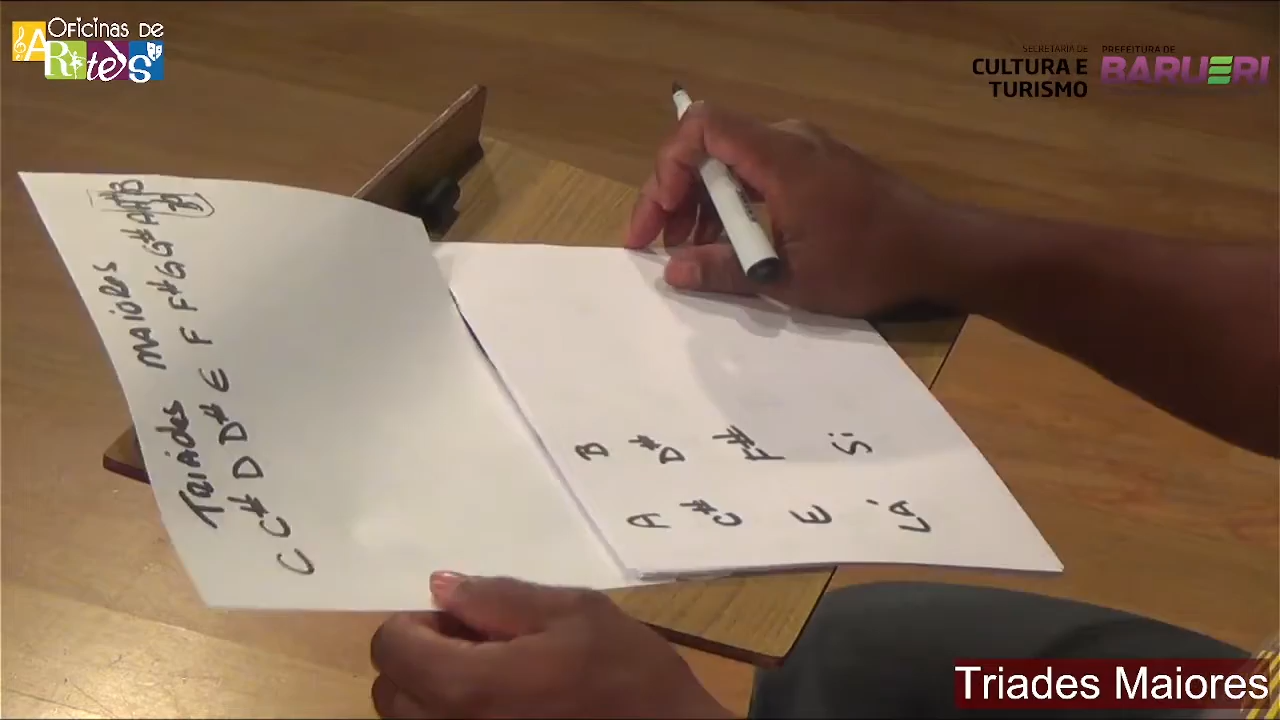 Oficinas de
Artes
SECRETARIA DE
CULTURA E
TURISMO
PREFEITURA DE
BARUERI
TRIADES MAIORES
C C# D D# E F F# G G# A A# B
A C# E LÁ
B D# F# Si
Triades Maiores